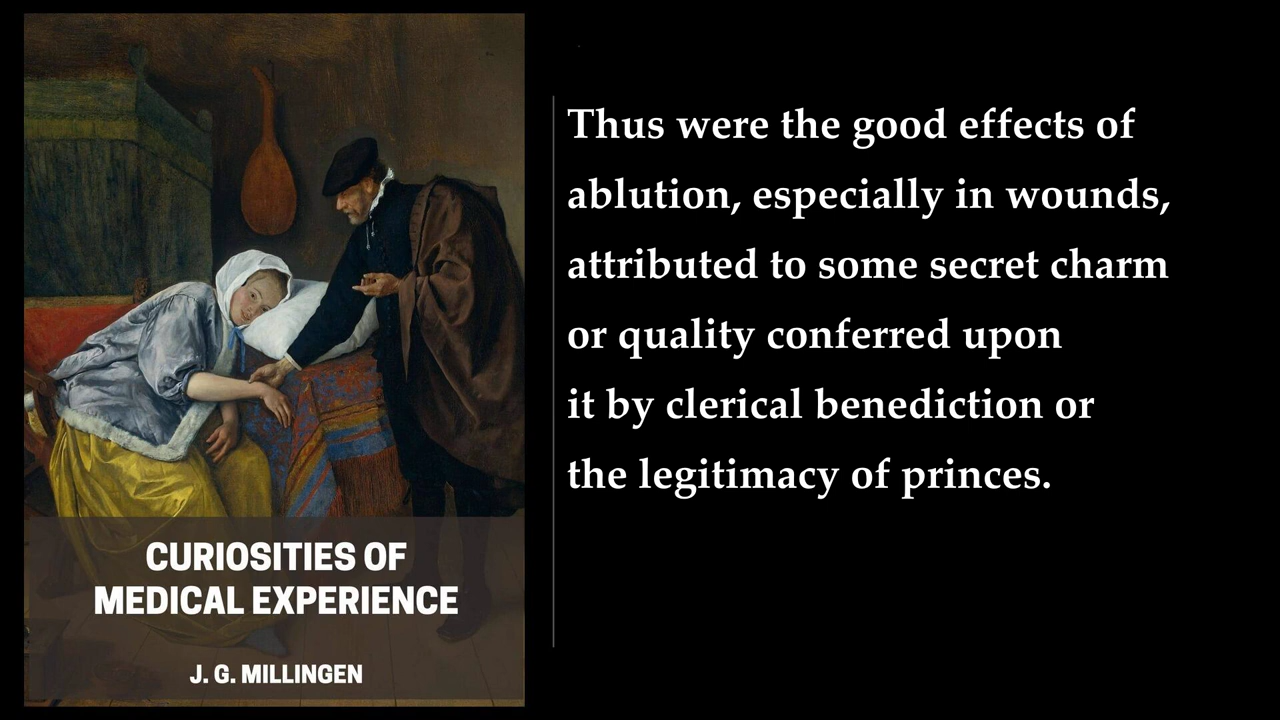 Thus were the good effects of
ablution, especially in wounds,
attributed to some secret charm
or quality conferred upon
it by clerical benediction or
the legitimacy of princes.
CURIOSITIES OF
MEDICAL EXPERIENCE
J. G. MILLINGEN